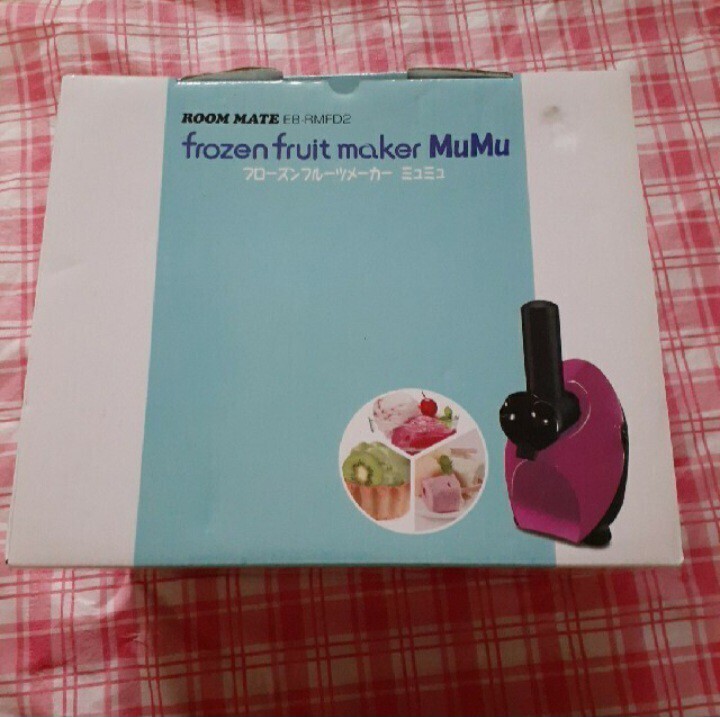 ROOM MATE EB-RMFD2
frozen fruit maker MuMu
フローズンフルーツメーカー ミュミュ